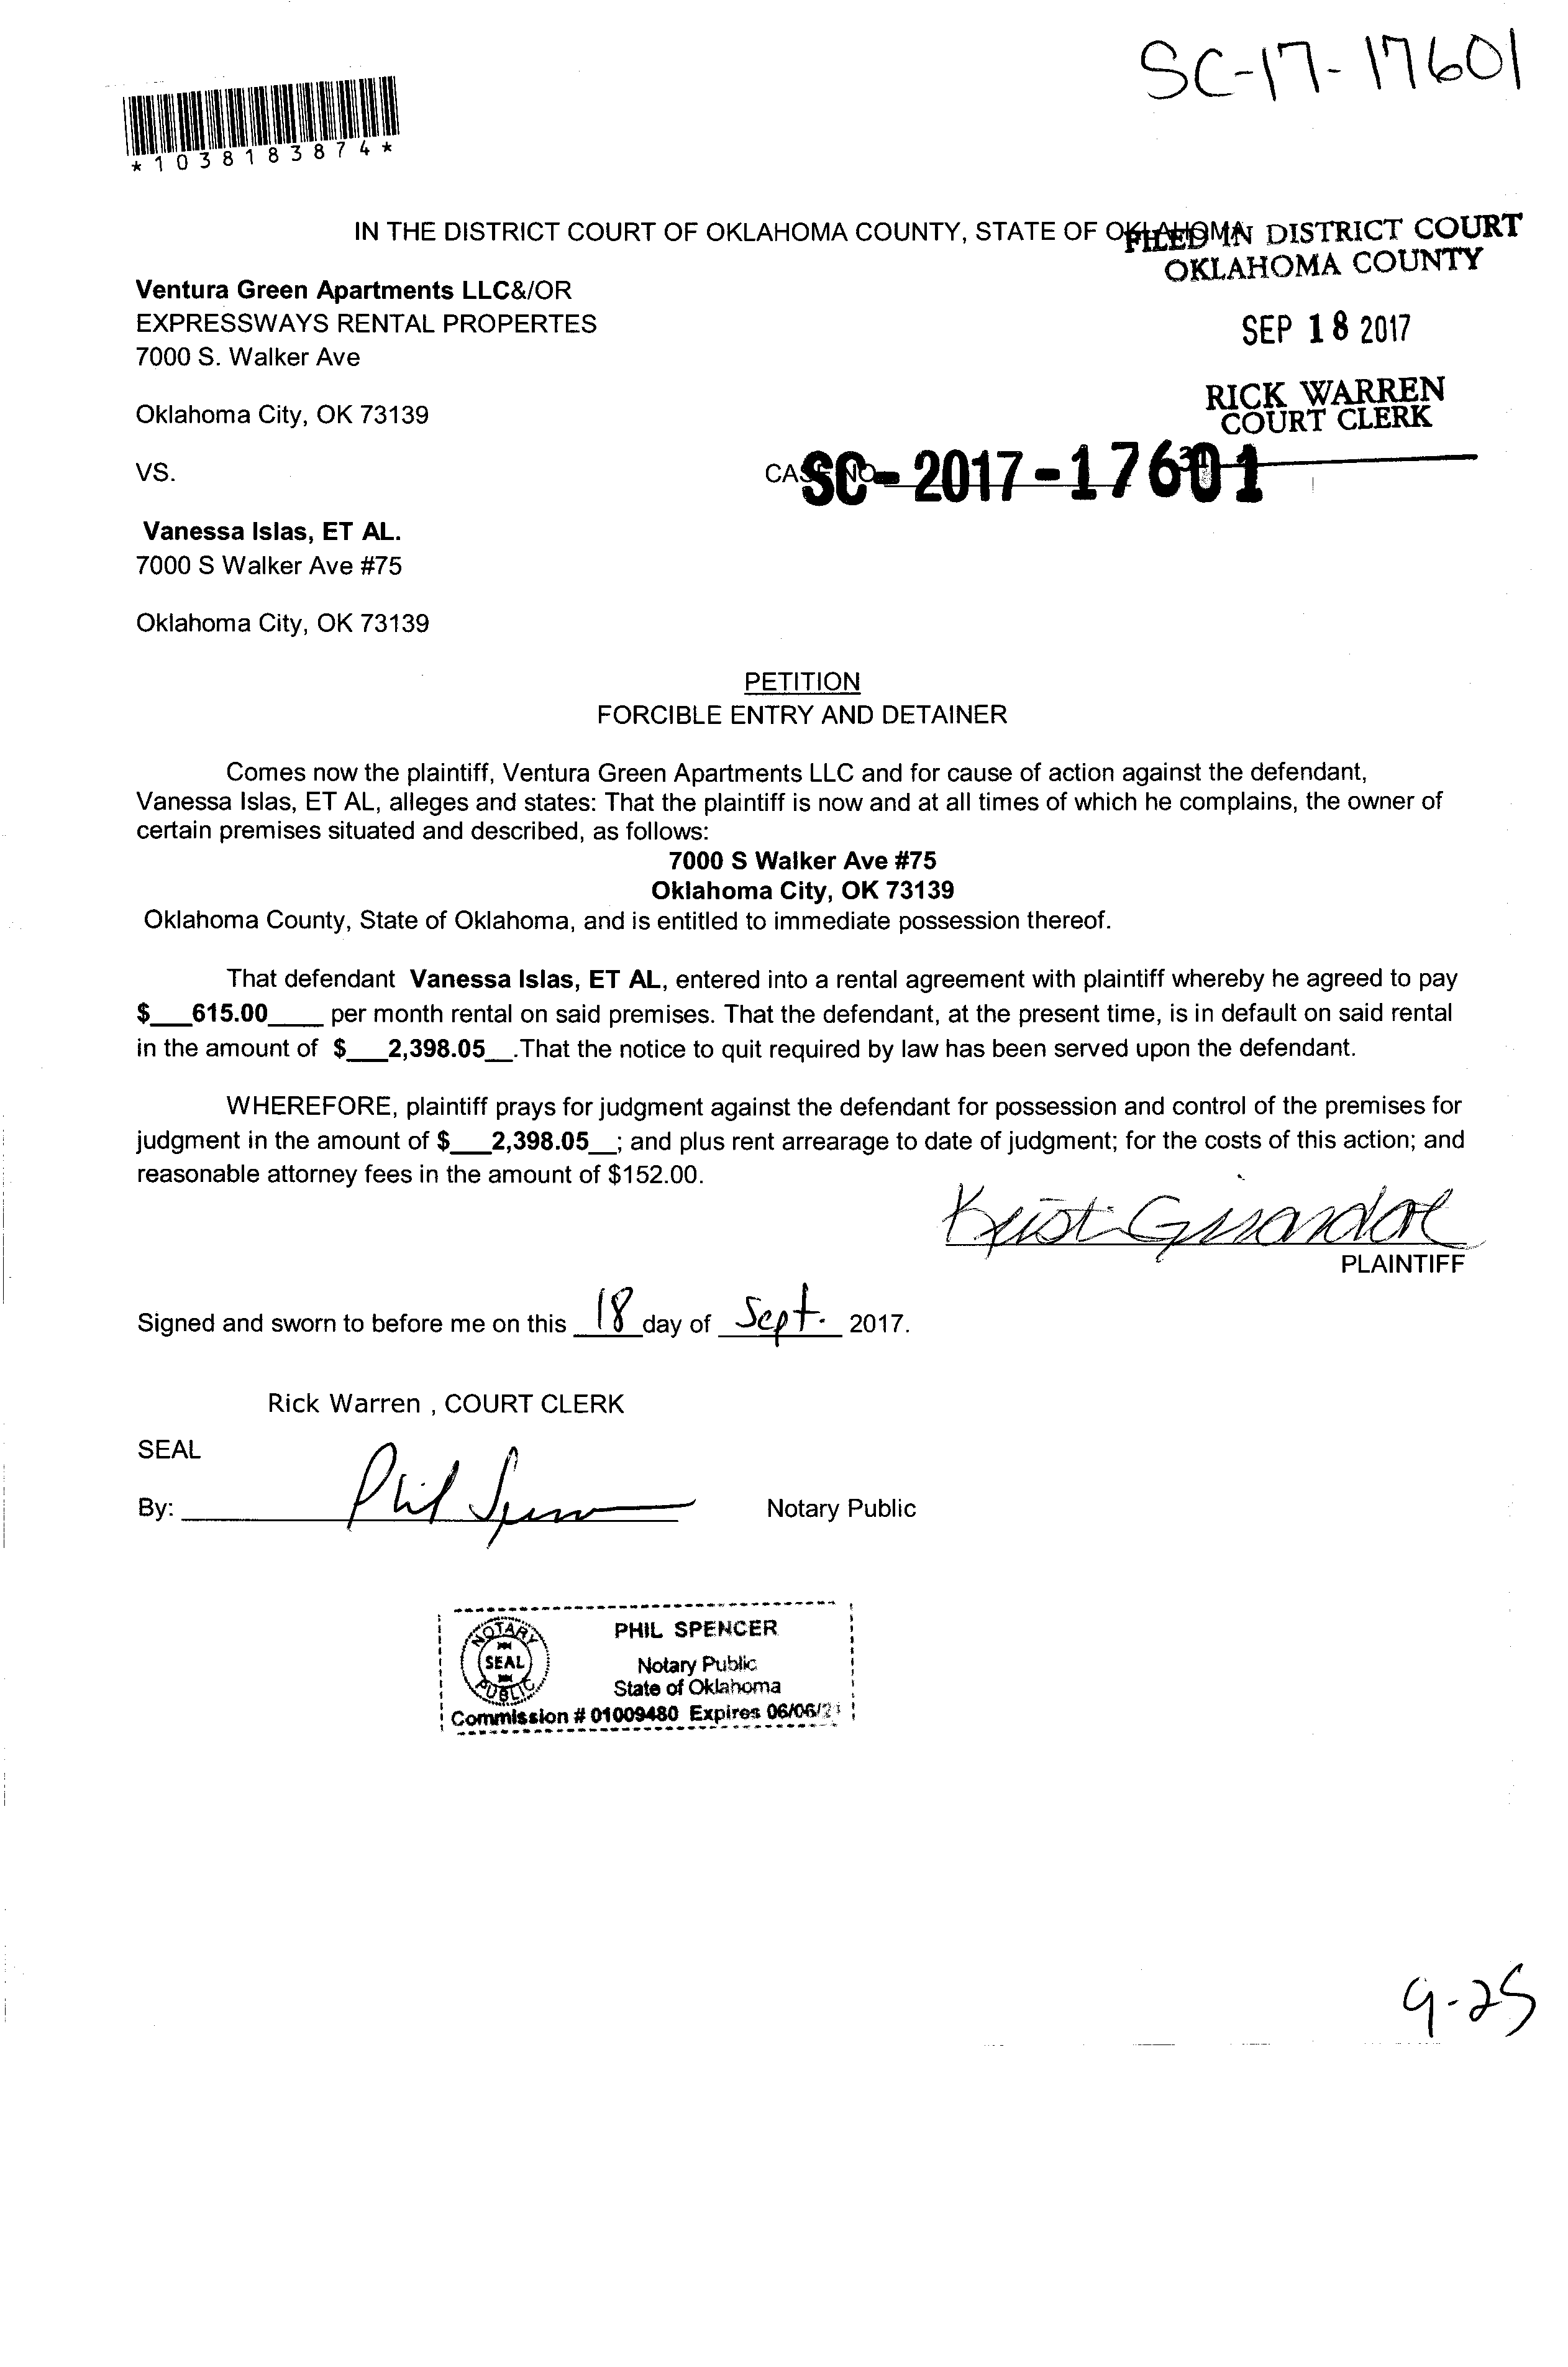 SC-17-17601
*1038183874*
IN THE DISTRICT COURT OF OKLAHOMA COUNTY, STATE OF OKLAHOMA
FILED IN DISTRICT COURT
OKLAHOMA COUNTY
Ventura Green Apartments LLC&/OR
EXPRESSWAYS RENTAL PROPERTES
7000 S. Walker Ave
SEP 18 2017
Oklahoma City, OK 73139
RICK WARREN
COURT CLERK
VS.
CASE NO.
SC-2017-17601
Vanessa Islas, ET AL.
7000 S Walker Ave #75
Oklahoma City, OK 73139
PETITION
FORCIBLE ENTRY AND DETAINER
Comes now the plaintiff, Ventura Green Apartments LLC and for cause of action against the defendant,
Vanessa Islas, ET AL, alleges and states: That the plaintiff is now and at all times of which he complains, the owner of
certain premises situated and described, as follows:
7000 S Walker Ave #75
Oklahoma City, OK 73139
Oklahoma County, State of Oklahoma, and is entitled to immediate possession thereof.
That defendant Vanessa Islas, ET AL, entered into a rental agreement with plaintiff whereby he agreed to pay
$___615.00____ per month rental on said premises. That the defendant, at the present time, is in default on said rental
in the amount of $___2,398.05__.That the notice to quit required by law has been served upon the defendant.
WHEREFORE, plaintiff prays for judgment against the defendant for possession and control of the premises for
judgment in the amount of $___2,398.05__; and plus rent arrearage to date of judgment; for the costs of this action; and
reasonable attorney fees in the amount of $152.00.
PLAINTIFF
Signed and sworn to before me on this 18 day of Sept. 2017.
Rick Warren , COURT CLERK
SEAL
By: Phil Spencer Notary Public
NOTARY PUBLIC SEAL
PHIL SPENCER
Notary Public
State of Oklahoma
Commission # 01009480 Expires 06/06/
9-25